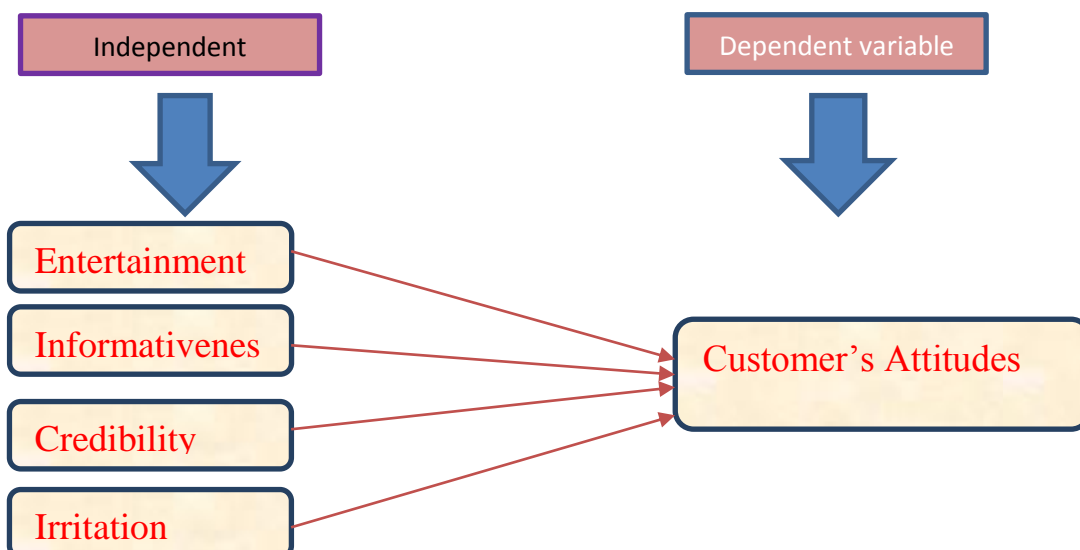 Independent
Dependent variable
Entertainment
Informativenes
Customer’s Attitudes
Credibility
Irritation